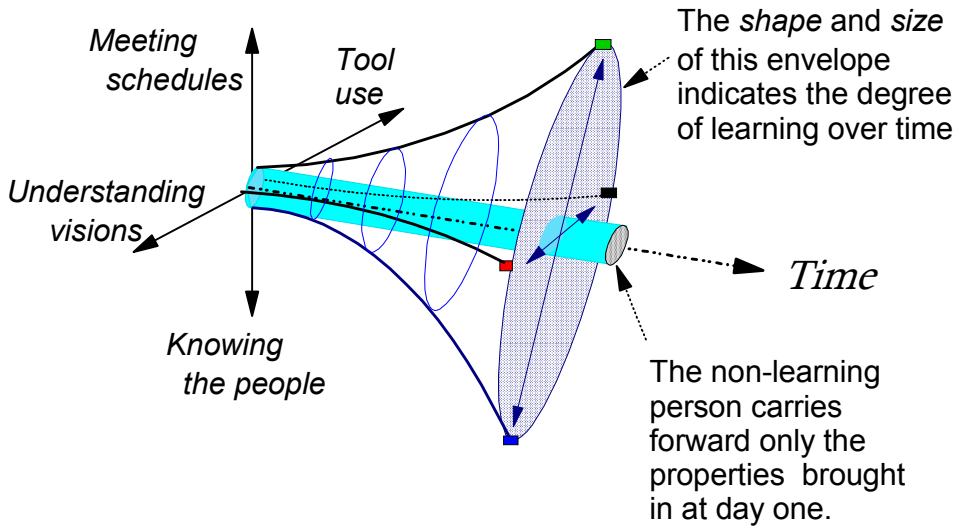 Meeting
schedules
Tool
use
Understanding
visions
Knowing
the people
The shape and size
of this envelope
indicates the degree
of learning over time
Time
The non-learning
person carries
forward only the
properties brought
in at day one.